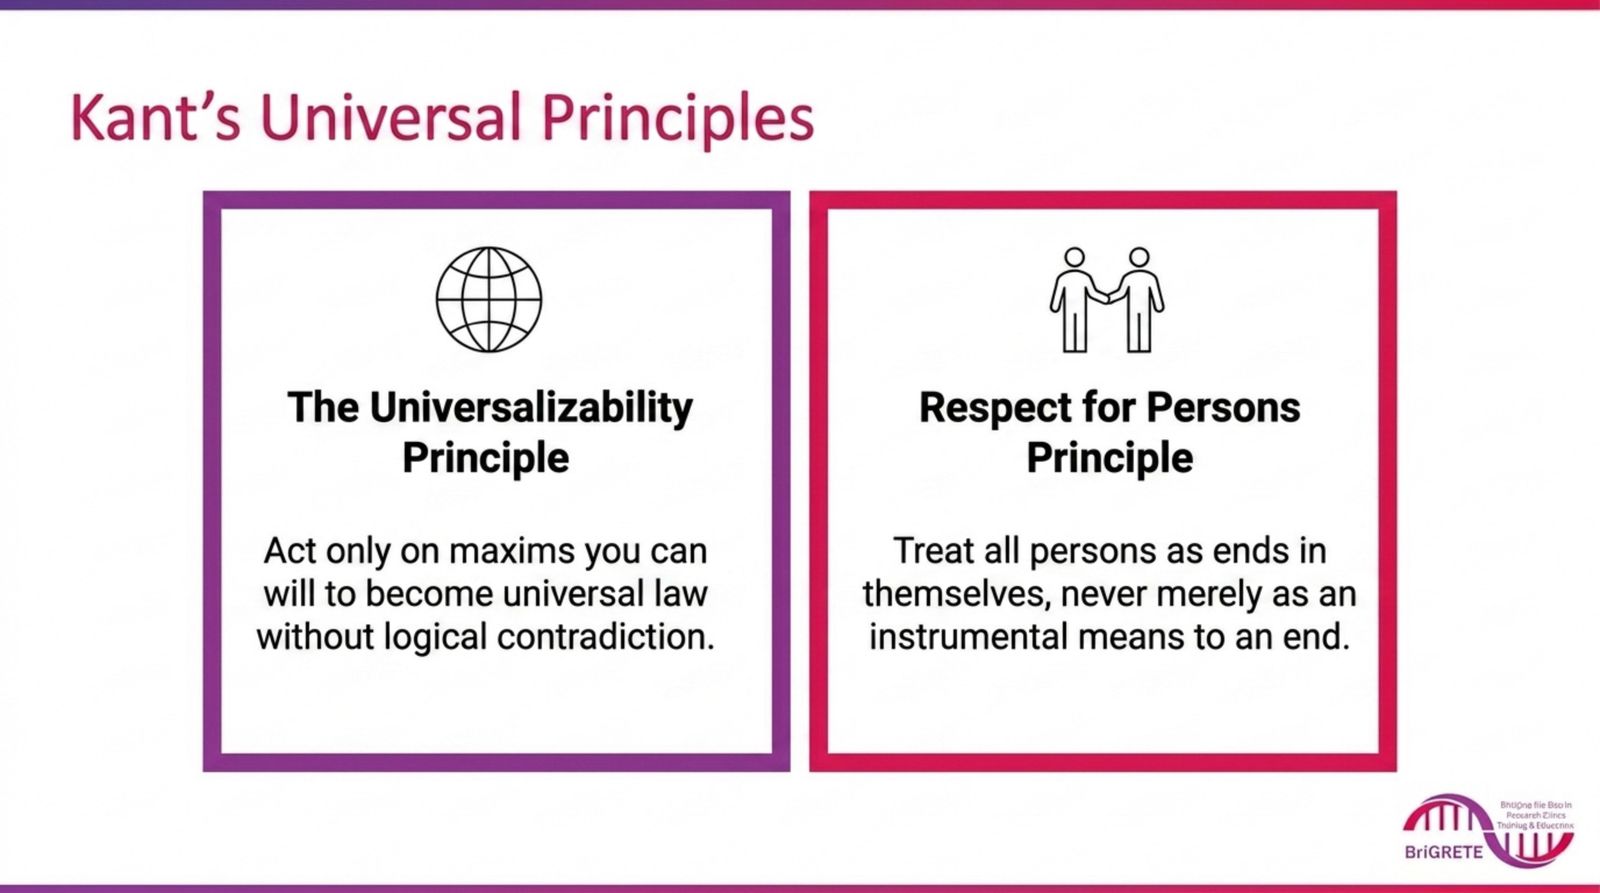 Kant's Universal Principles
The Universalizability
Principle
Act only on maxims you can
will to become universal law
without logical contradiction.
Respect for Persons
Principle
Treat all persons as ends in
themselves, never merely as an
instrumental means to an end.
BriGRETE